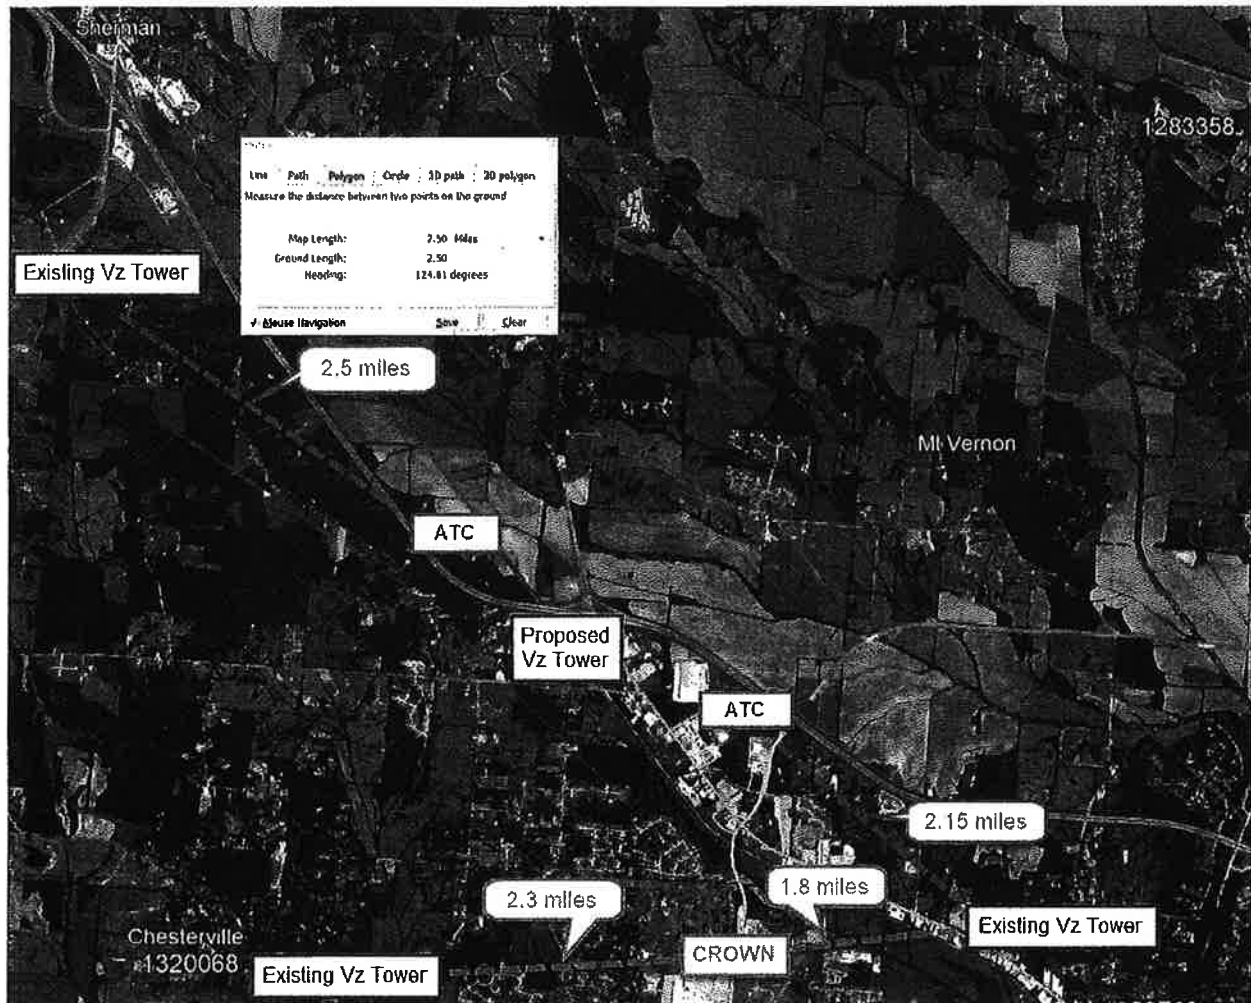 Sherman
1283358
Line Path Polygon Circle 3D path 3D polygon
Measure the distance between two points on the ground
Map Length: 2.50 Miles
Ground Length: 2.50
Heading: 124.81 degrees
Mouse Navigation Save Clear
Existing Vz Tower
2.5 miles
Mt Vernon
ATC
Proposed
Vz Tower
ATC
2.15 miles
1.8 miles
2.3 miles
Existing Vz Tower
Chesterville
1320068
CROWN
Existing Vz Tower